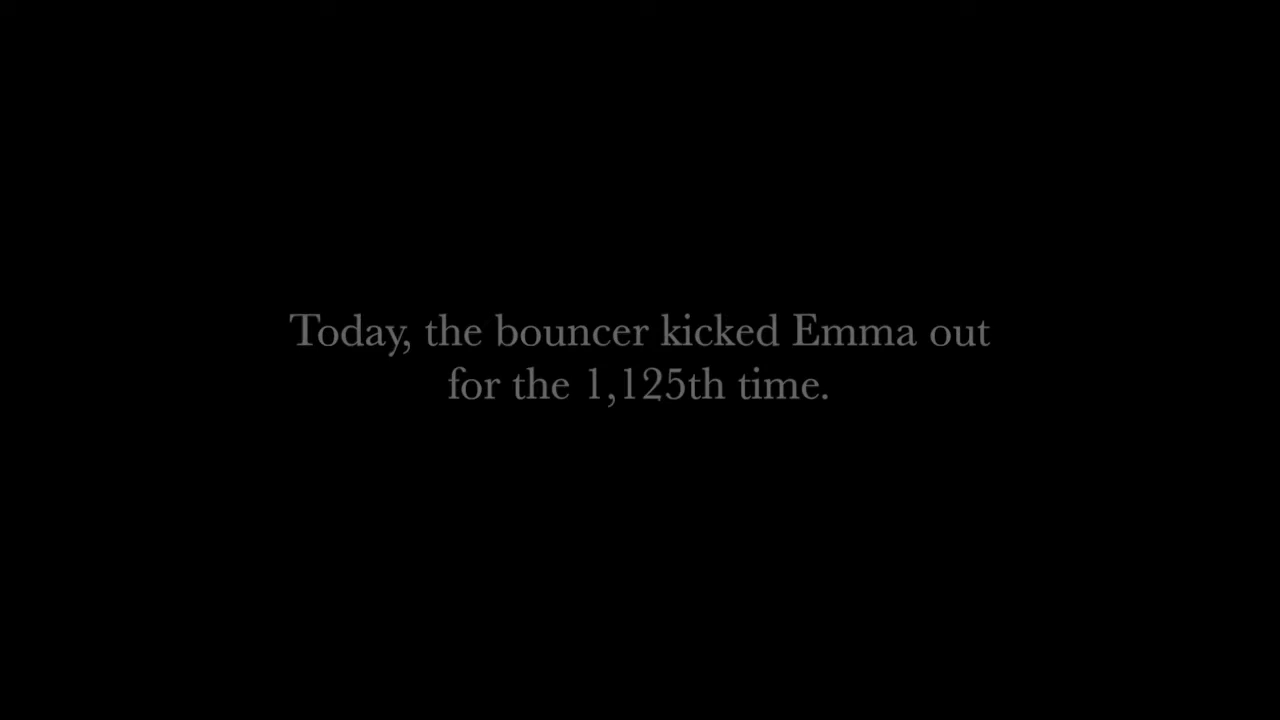 Today, the bouncer kicked Emma out
for the 1,125th time.